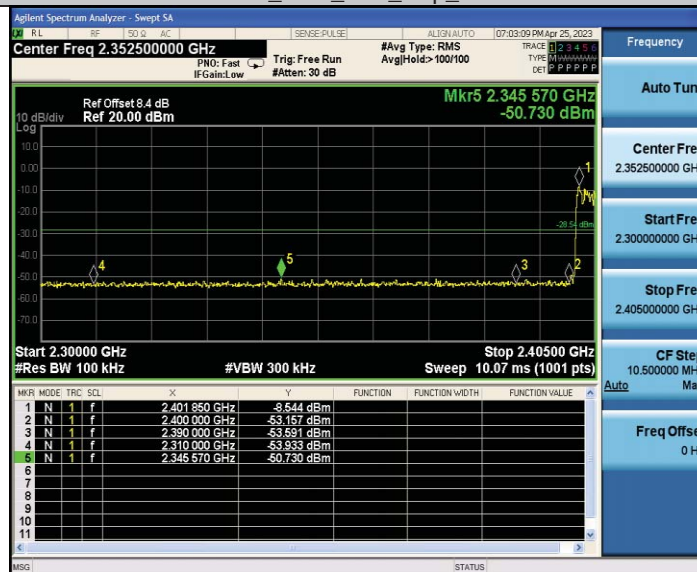 Agilent Spectrum Analyzer - Swept SA
RL RF 50 Ω AC SENSE:PULSE ALIGN AUTO 07:03:09 PM Apr 25, 2023
Center Freq 2.352500000 GHz
PNO: Fast
IFGain:Low
Trig: Free Run
#Atten: 30 dB
#Avg Type: RMS
Avg|Hold:>100/100
TRACE 1 2 3 4 5 6
TYPE M
DET P P P P P P
Mkr5 2.345 570 GHz
-50.730 dBm
Ref Offset 8.4 dB
10 dB/div Ref 20.00 dBm
Log
10.0
0.00
-10.0
-20.0
-30.0
-40.0
-50.0
-60.0
-70.0
1
-28.54 dBm
4
5
3
2
Start 2.30000 GHz
Stop 2.40500 GHz
#Res BW 100 kHz
#VBW 300 kHz
Sweep 10.07 ms (1001 pts)
MKR MODE TRC SCL X Y FUNCTION FUNCTION WIDTH FUNCTION VALUE
1 N 1 f 2.401 850 GHz -8.544 dBm
2 N 1 f 2.400 000 GHz -53.157 dBm
3 N 1 f 2.390 000 GHz -53.591 dBm
4 N 1 f 2.310 000 GHz -53.933 dBm
5 N 1 f 2.345 570 GHz -50.730 dBm
6
7
8
9
10
11
MSG STATUS
Frequency
Auto Tun
Center Fre
2.352500000 GH
Start Fre
2.300000000 GH
Stop Fre
2.405000000 GH
CF Ste
10.500000 MH
Auto Ma
Freq Offse
0 H